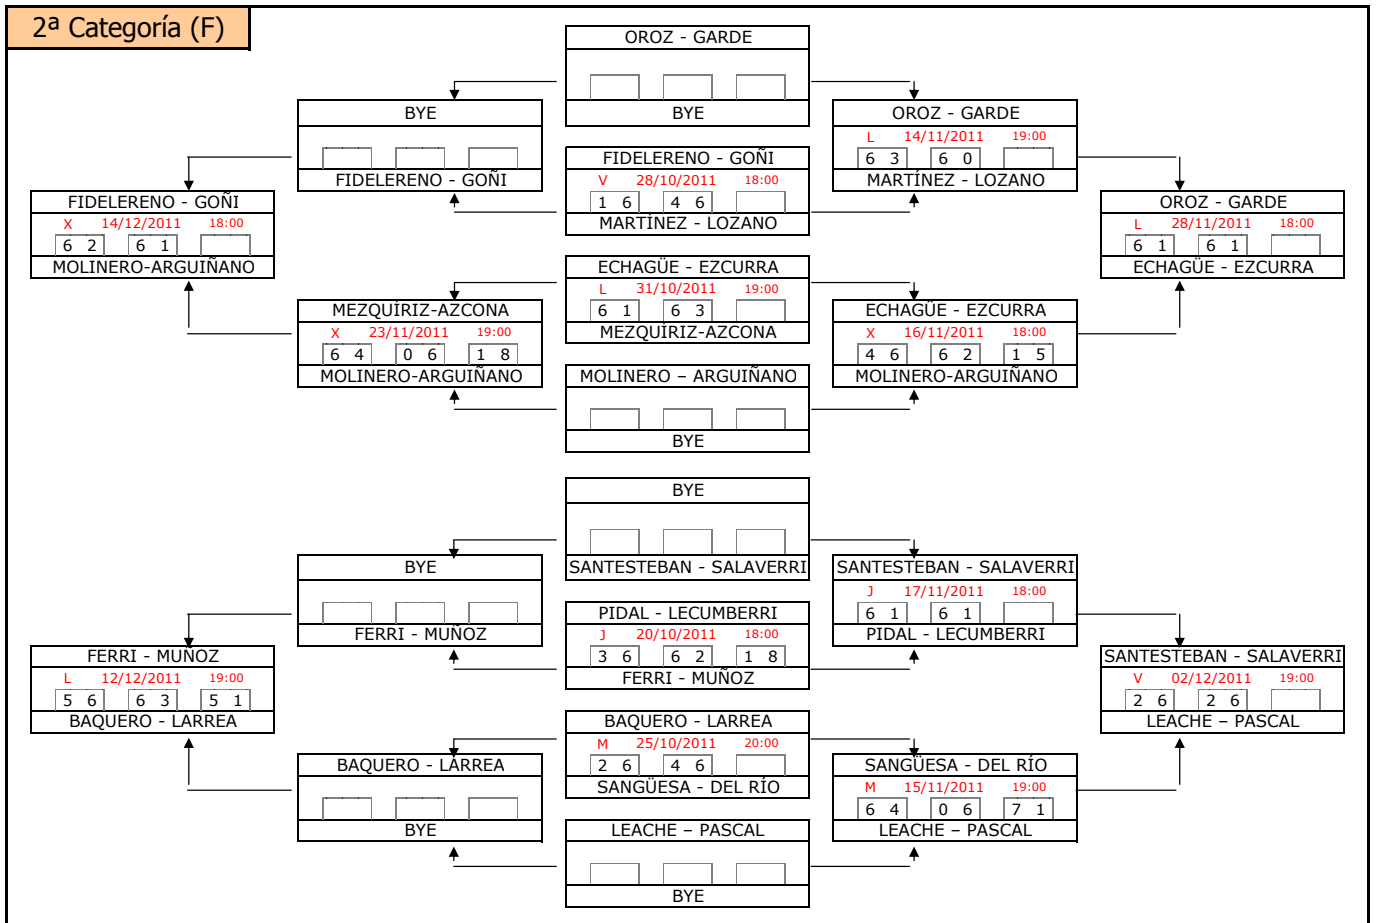 2ª Categoría (F)
OROZ - GARDE
BYE
BYE
FIDELERENO - GOÑI
OROZ - GARDE
L 14/11/2011 19:00
6 3 6 0
MARTÍNEZ - LOZANO
FIDELERENO - GOÑI
V 28/10/2011 18:00
1 6 4 6
MARTÍNEZ - LOZANO
FIDELERENO - GOÑI
X 14/12/2011 18:00
6 2 6 1
MOLINERO-ARGUIÑANO
OROZ - GARDE
L 28/11/2011 18:00
6 1 6 1
ECHAGÜE - EZCURRA
ECHAGÜE - EZCURRA
L 31/10/2011 19:00
6 1 6 3
MEZQUÍRIZ-AZCONA
MEZQUÍRIZ-AZCONA
X 23/11/2011 19:00
6 4 0 6 1 8
MOLINERO-ARGUIÑANO
ECHAGÜE - EZCURRA
X 16/11/2011 18:00
4 6 6 2 1 5
MOLINERO-ARGUIÑANO
MOLINERO – ARGUIÑANO
BYE
BYE
SANTESTEBAN - SALAVERRI
BYE
FERRI - MUÑOZ
SANTESTEBAN - SALAVERRI
J 17/11/2011 18:00
6 1 6 1
PIDAL - LECUMBERRI
PIDAL - LECUMBERRI
J 20/10/2011 18:00
3 6 6 2 1 8
FERRI - MUÑOZ
FERRI - MUÑOZ
L 12/12/2011 19:00
5 6 6 3 5 1
BAQUERO - LARREA
SANTESTEBAN - SALAVERRI
V 02/12/2011 19:00
2 6 2 6
LEACHE – PASCAL
BAQUERO - LARREA
M 25/10/2011 20:00
2 6 4 6
SANGÜESA - DEL RÍO
BAQUERO - LARREA
BYE
SANGÜESA - DEL RÍO
M 15/11/2011 19:00
6 4 0 6 7 1
LEACHE – PASCAL
LEACHE – PASCAL
BYE